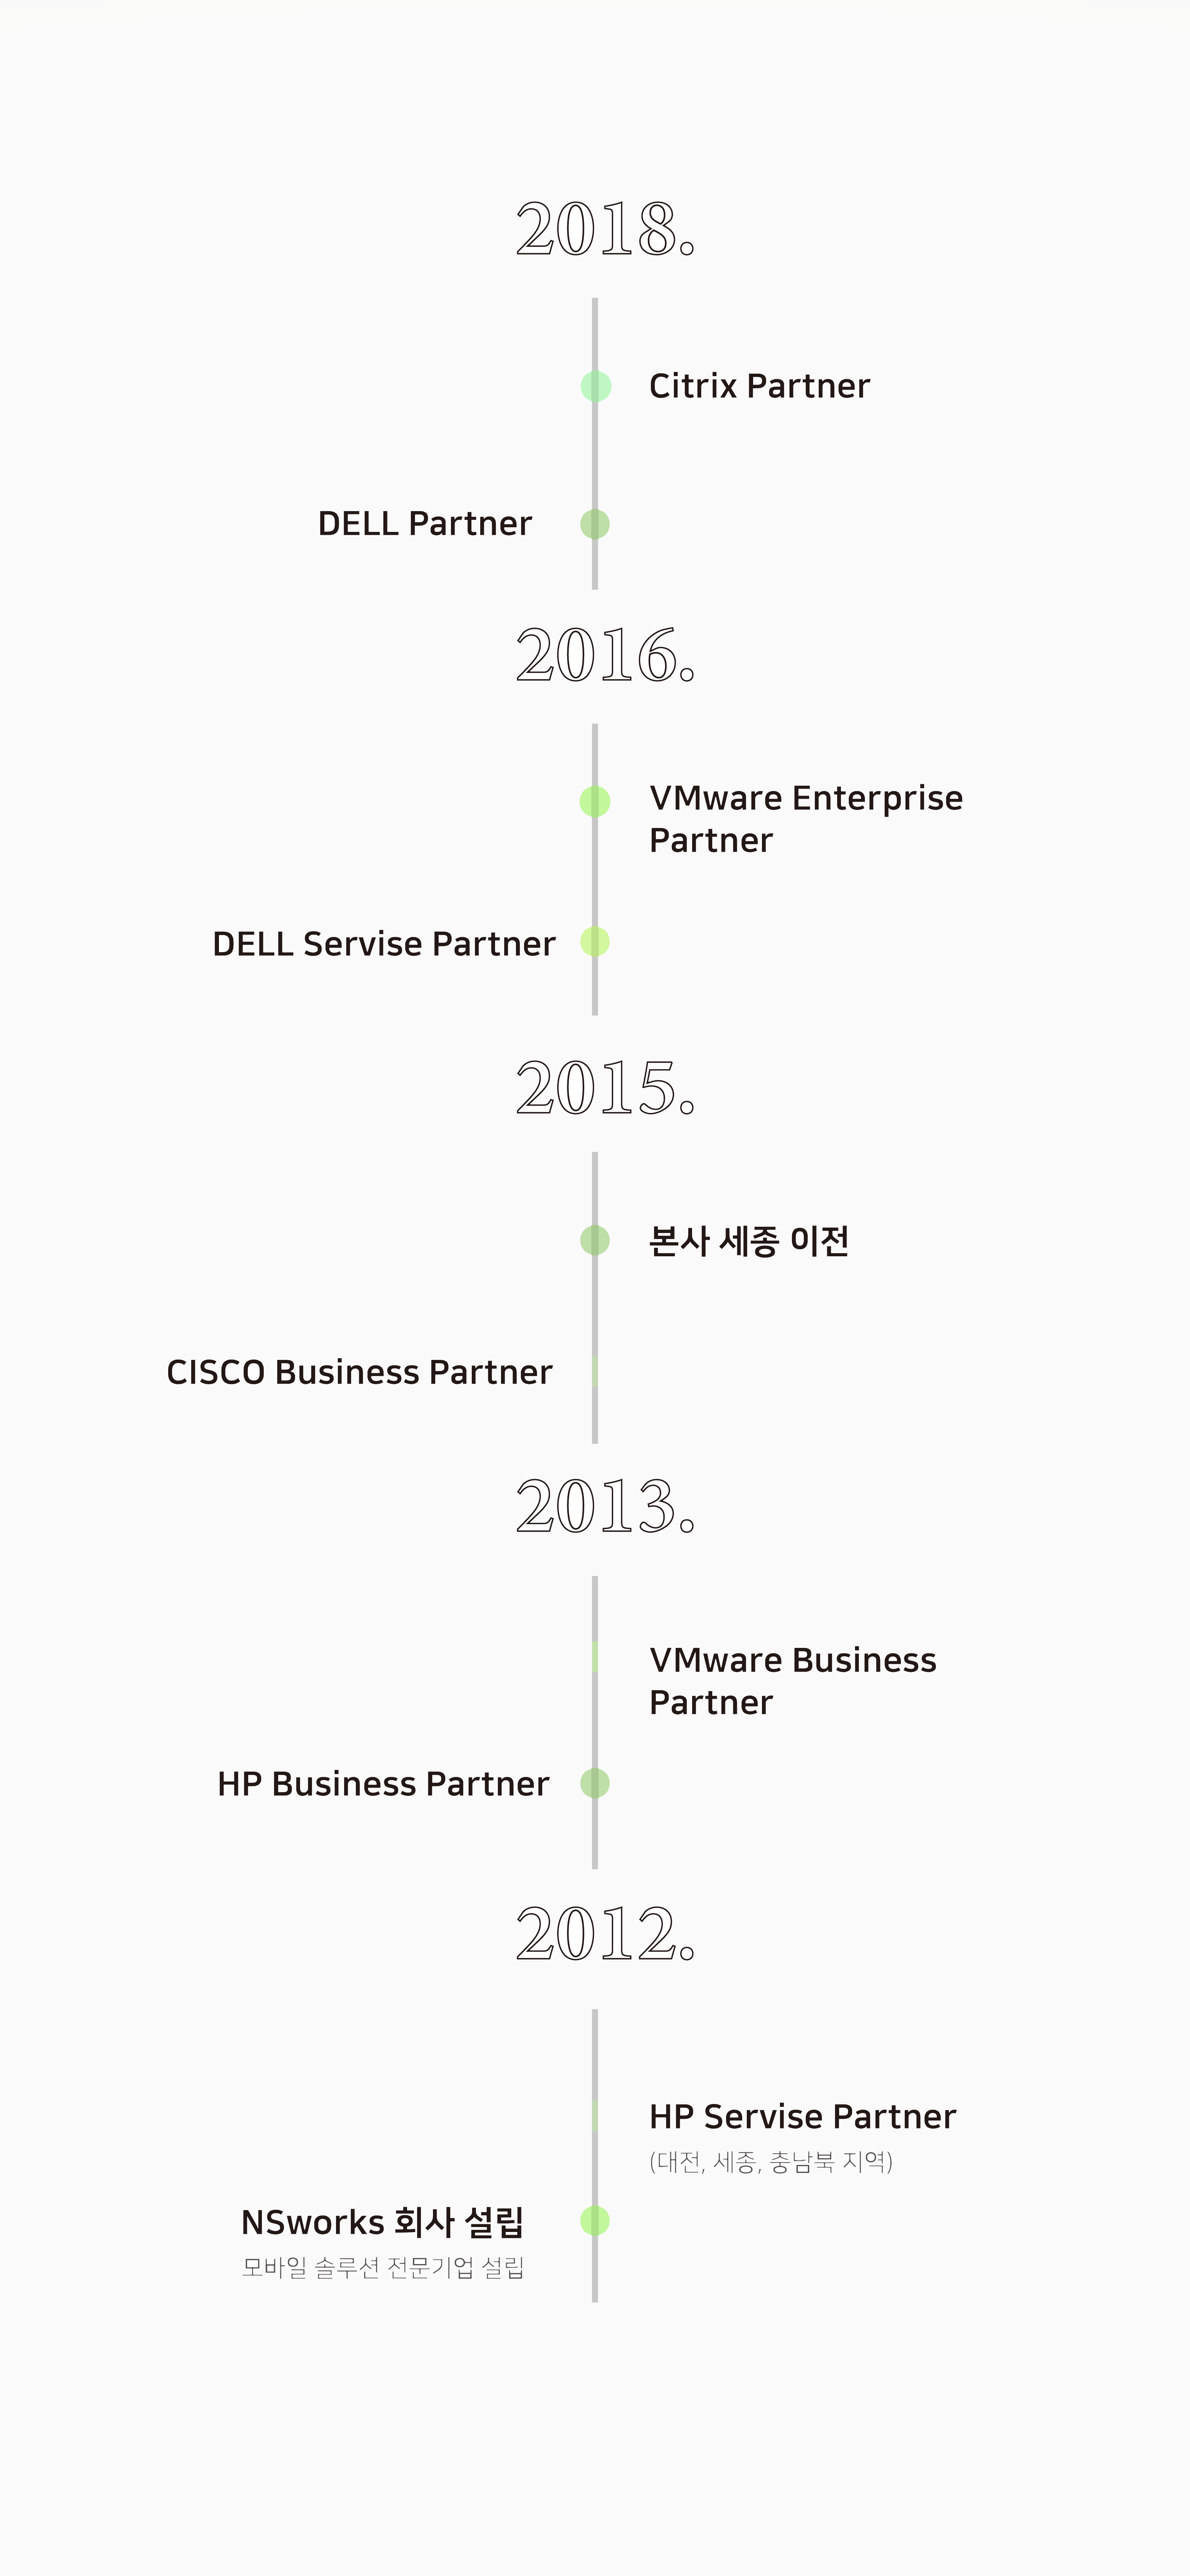 2018.
Citrix Partner
DELL Partner
2016.
VMware Enterprise
Partner
DELL Servise Partner
2015.
본사 세종 이전
CISCO Business Partner
2013.
VMware Business
Partner
HP Business Partner
2012.
HP Servise Partner
(대전, 세종, 충남북 지역)
NSworks 회사 설립
모바일 솔루션 전문기업 설립